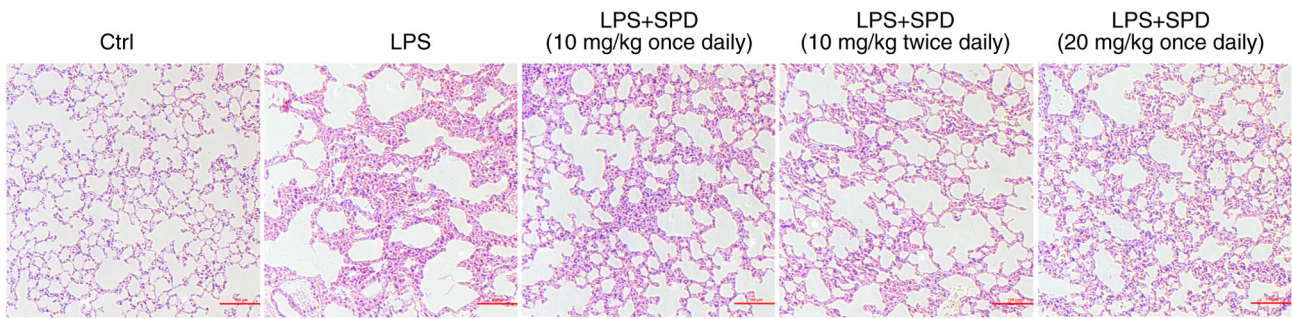 Ctrl
LPS
LPS+SPD
(10 mg/kg once daily)
LPS+SPD
(10 mg/kg twice daily)
LPS+SPD
(20 mg/kg once daily)